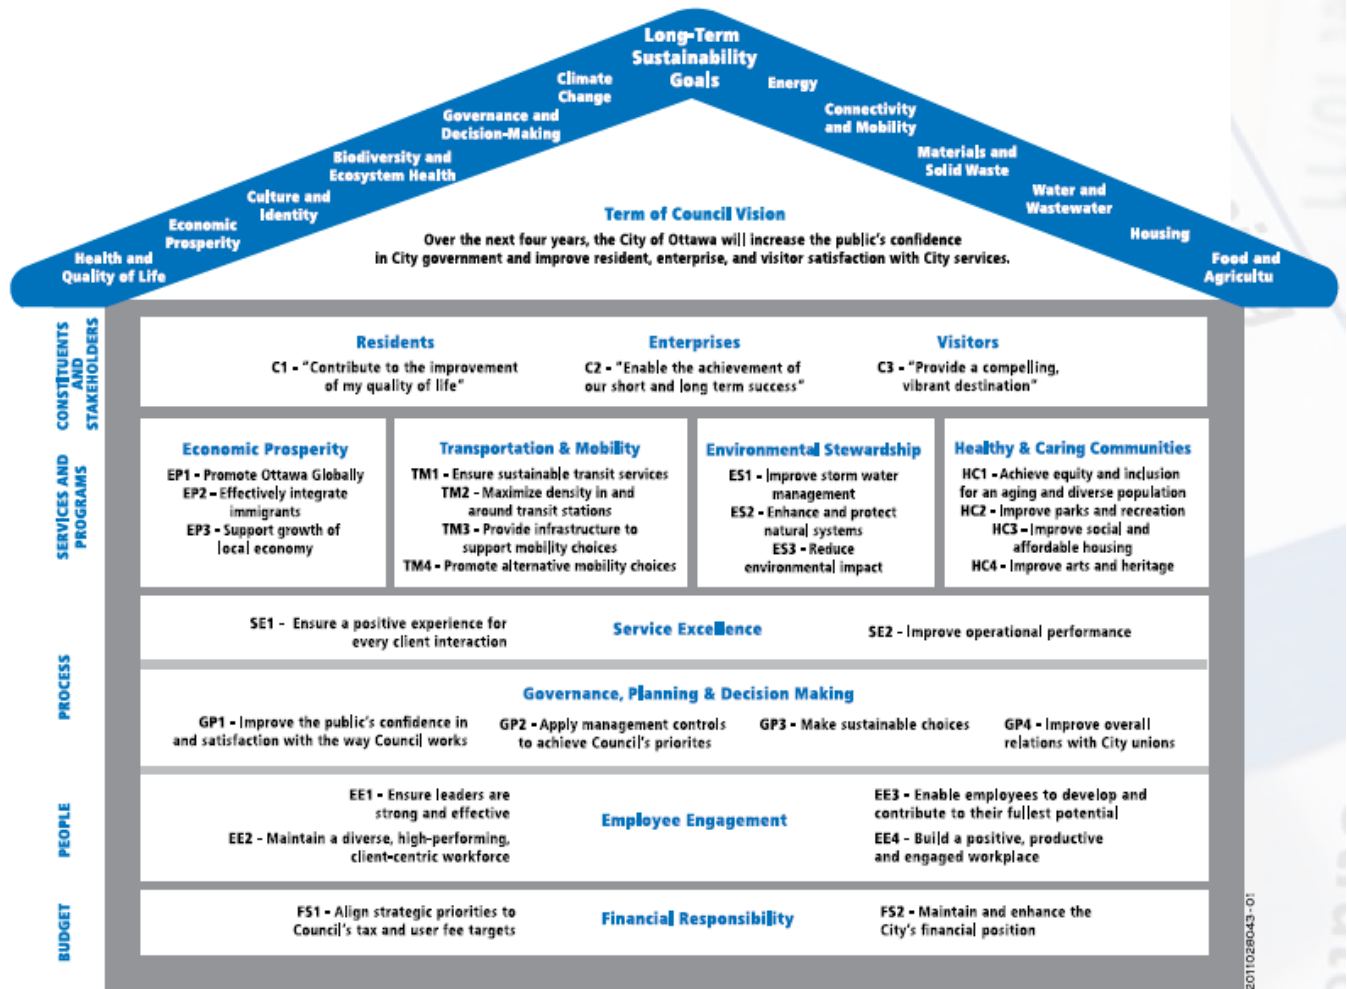 Long-Term
Sustainability
Goals
Climate
Change
Governance and
Decision-Making
Biodiversity and
Ecosystem Health
Culture and
Identity
Economic
Prosperity
Health and
Quality of Life
Energy
Connectivity
and Mobility
Materials and
Solid Waste
Water and
Wastewater
Housing
Food and
Agricultu
Term of Council Vision
Over the next four years, the City of Ottawa will increase the public's confidence
in City government and improve resident, enterprise, and visitor satisfaction with City services.
CONSTITUENTS
AND
STAKEHOLDERS
Residents
C1 - "Contribute to the improvement
of my quality of life"
Enterprises
C2 - "Enable the achievement of
our short and long term success"
Visitors
C3 - "Provide a compelling,
vibrant destination"
SERVICES AND
PROGRAMS
Economic Prosperity
EP1 - Promote Ottawa Globally
EP2 - Effectively integrate
immigrants
EP3 - Support growth of
local economy
Transportation & Mobility
TM1 - Ensure sustainable transit services
TM2 - Maximize density in and
around transit stations
TM3 - Provide infrastructure to
support mobility choices
TM4 - Promote alternative mobility choices
Environmental Stewardship
ES1 - Improve storm water
management
ES2 - Enhance and protect
natural systems
ES3 - Reduce
environmental impact
Healthy & Caring Communities
HC1 - Achieve equity and inclusion
for an aging and diverse population
HC2 - Improve parks and recreation
HC3 - Improve social and
affordable housing
HC4 - Improve arts and heritage
PROCESS
SE1 - Ensure a positive experience for
every client interaction
Service Excellence
SE2 - Improve operational performance
Governance, Planning & Decision Making
GP1 - Improve the public's confidence in
and satisfaction with the way Council works
GP2 - Apply management controls
to achieve Council's priorites
GP3 - Make sustainable choices
GP4 - Improve overall
relations with City unions
PEOPLE
EE1 - Ensure leaders are
strong and effective
EE2 - Maintain a diverse, high-performing,
client-centric workforce
Employee Engagement
EE3 - Enable employees to develop and
contribute to their fullest potential
EE4 - Build a positive, productive
and engaged workplace
BUDGET
FS1 - Align strategic priorities to
Council's tax and user fee targets
Financial Responsibility
FS2 - Maintain and enhance the
City's financial position
2011028043-01